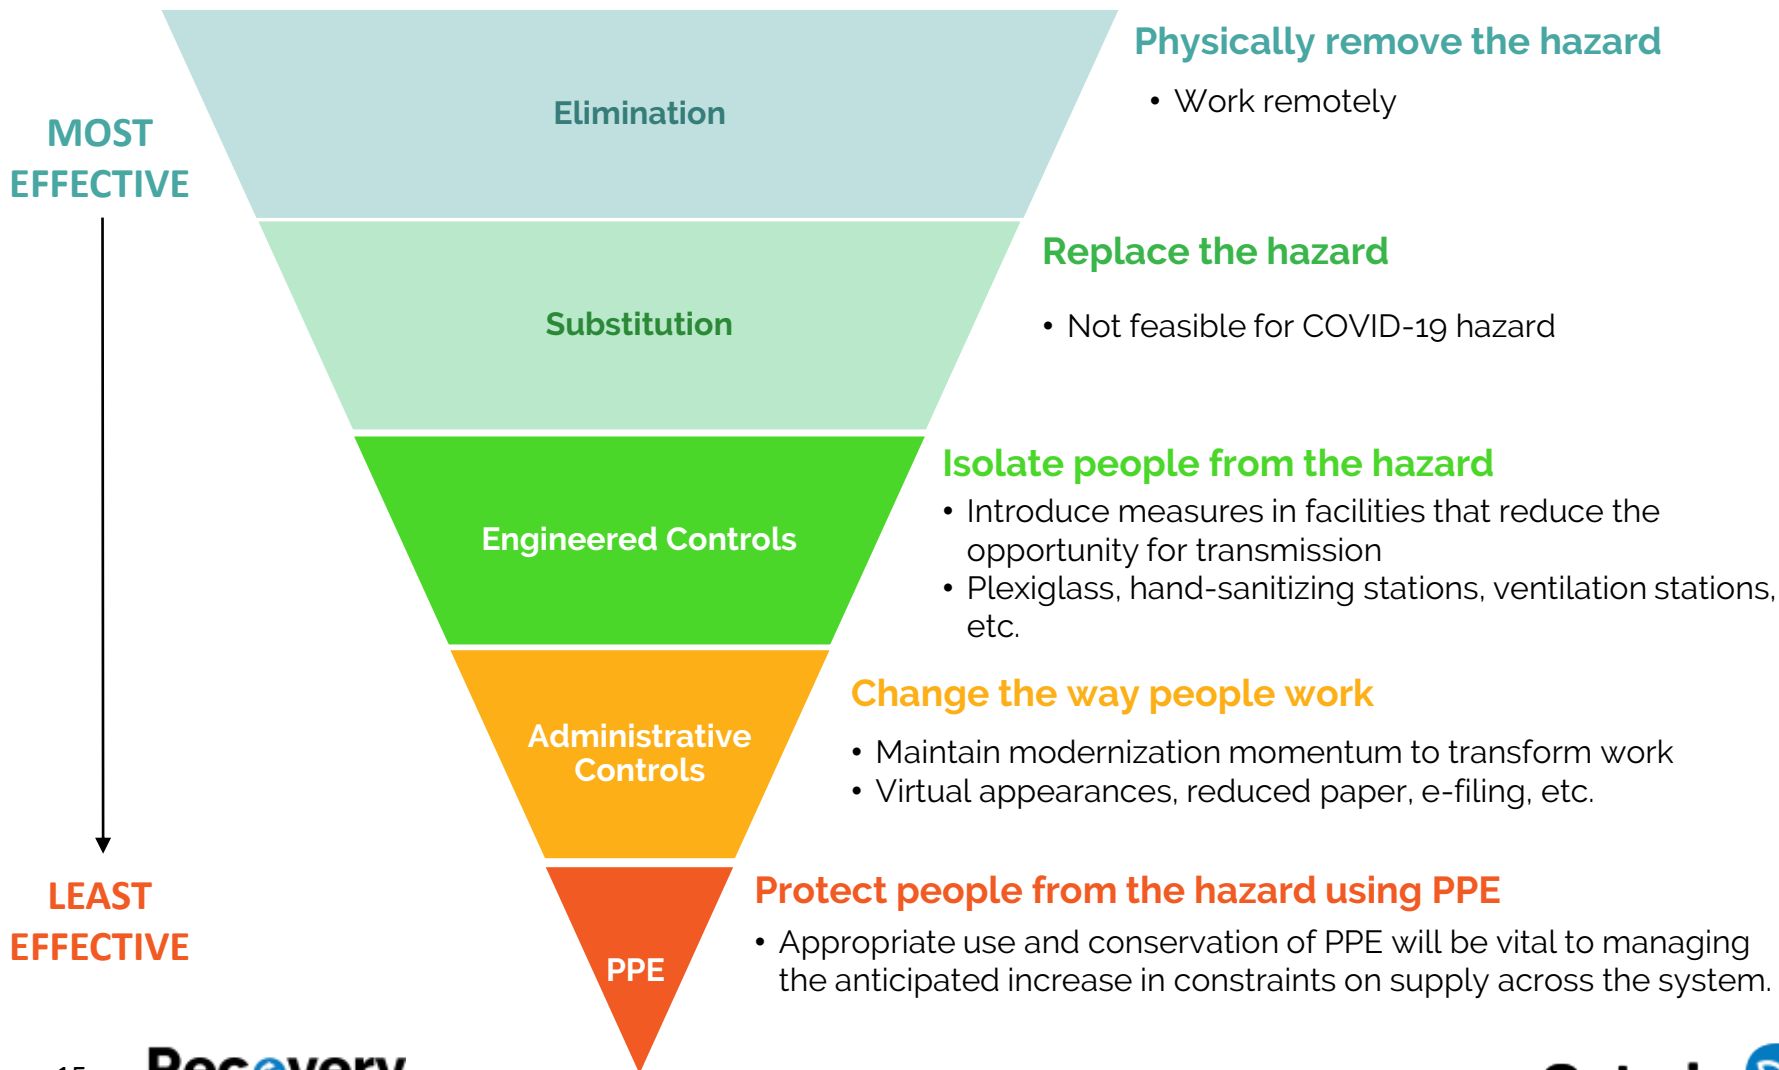 Physically remove the hazard
• Work remotely
Elimination
MOST
EFFECTIVE
Replace the hazard
• Not feasible for COVID-19 hazard
Substitution
Isolate people from the hazard
• Introduce measures in facilities that reduce the
opportunity for transmission
• Plexiglass, hand-sanitizing stations, ventilation stations,
etc.
Engineered Controls
Change the way people work
• Maintain modernization momentum to transform work
• Virtual appearances, reduced paper, e-filing, etc.
Administrative
Controls
LEAST
EFFECTIVE
Protect people from the hazard using PPE
• Appropriate use and conservation of PPE will be vital to managing
the anticipated increase in constraints on supply across the system.
PPE
15
Recovery